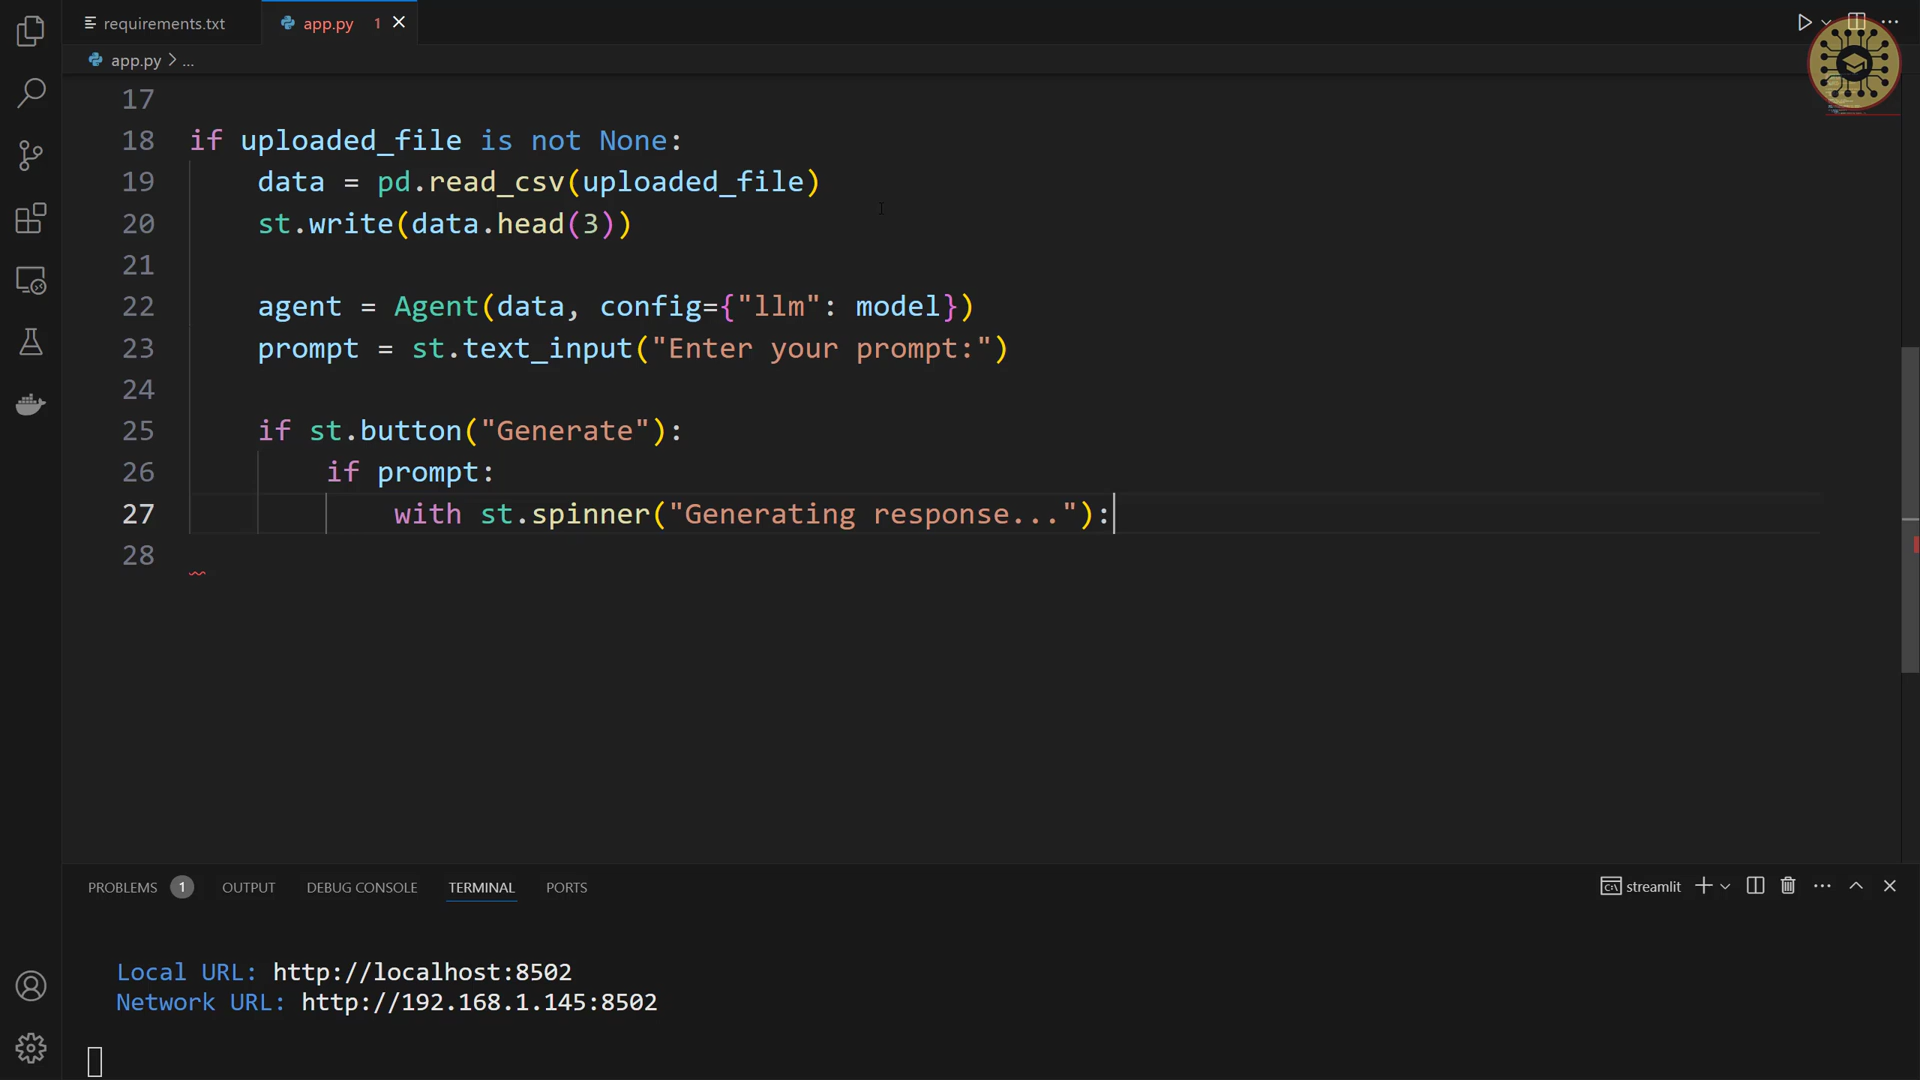 requirements.txt
app.py 1
app.py > ...
17
18 if uploaded_file is not None:
19     data = pd.read_csv(uploaded_file)
20     st.write(data.head(3))
21
22     agent = Agent(data, config={"llm": model})
23     prompt = st.text_input("Enter your prompt:")
24
25     if st.button("Generate"):
26         if prompt:
27             with st.spinner("Generating response..."):
28
PROBLEMS 1 OUTPUT DEBUG CONSOLE TERMINAL PORTS
streamlit
Local URL: http://localhost:8502
Network URL: http://192.168.1.145:8502